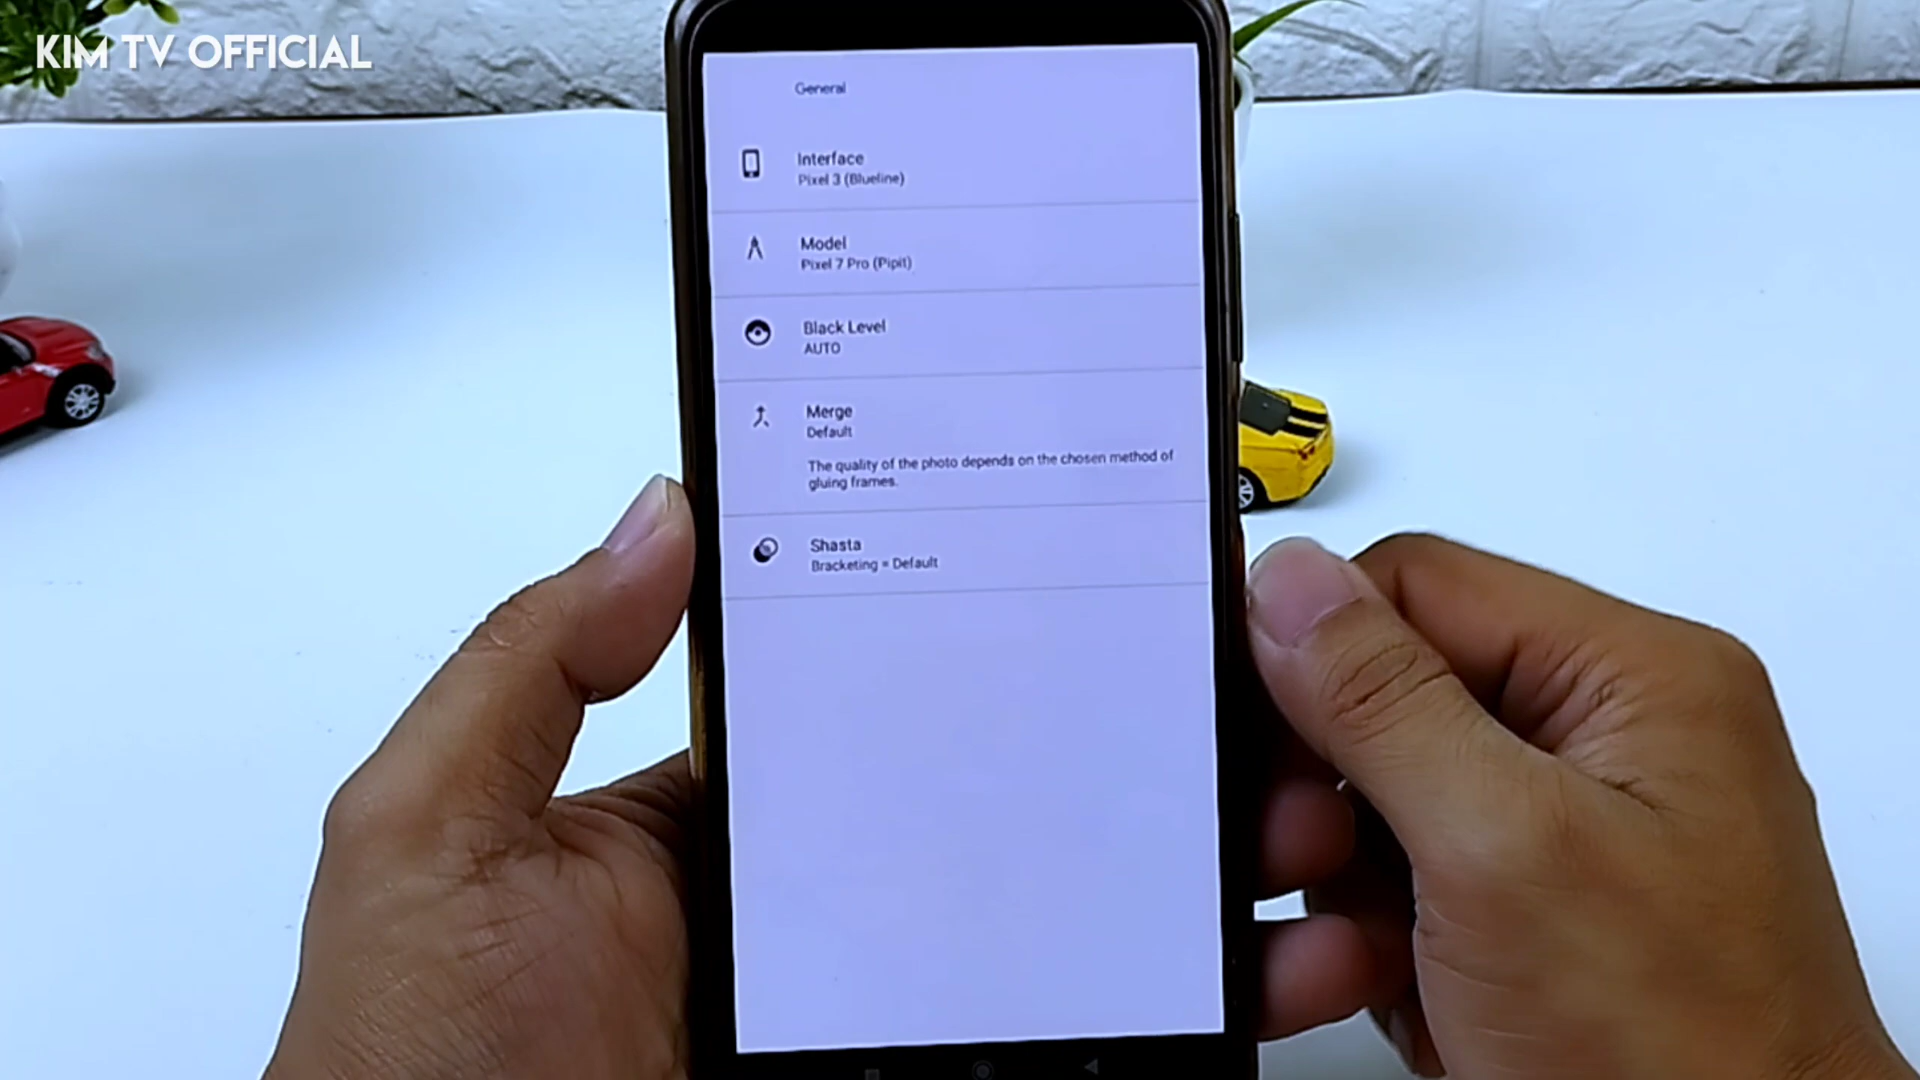 KIM TV OFFICIAL
General
Interface
Pixel 3 (Blueline)
Model
Pixel 7 Pro (Pipit)
Black Level
AUTO
Merge
Default
The quality of the photo depends on the chosen method of
gluing frames.
Shasta
Bracketing = Default